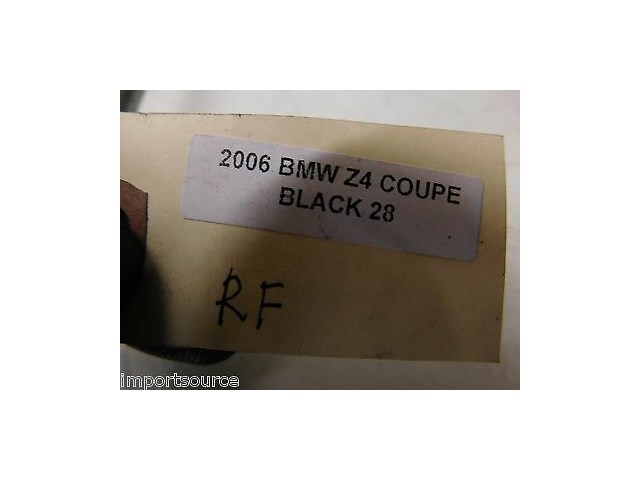 2006 BMW Z4 COUPE
BLACK 28
RF
importsource